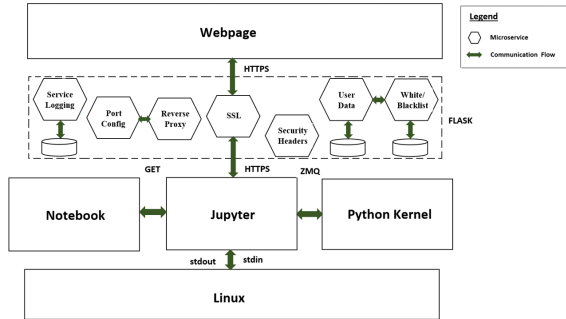 Webpage
Legend
Microservice
Communication Flow
HTTPS
Service
Logging
Port
Config
Reverse
Proxy
SSL
Security
Headers
User
Data
White/
Blacklist
FLASK
GET
HTTPS
ZMQ
Notebook
Jupyter
Python Kernel
stdout
stdin
Linux